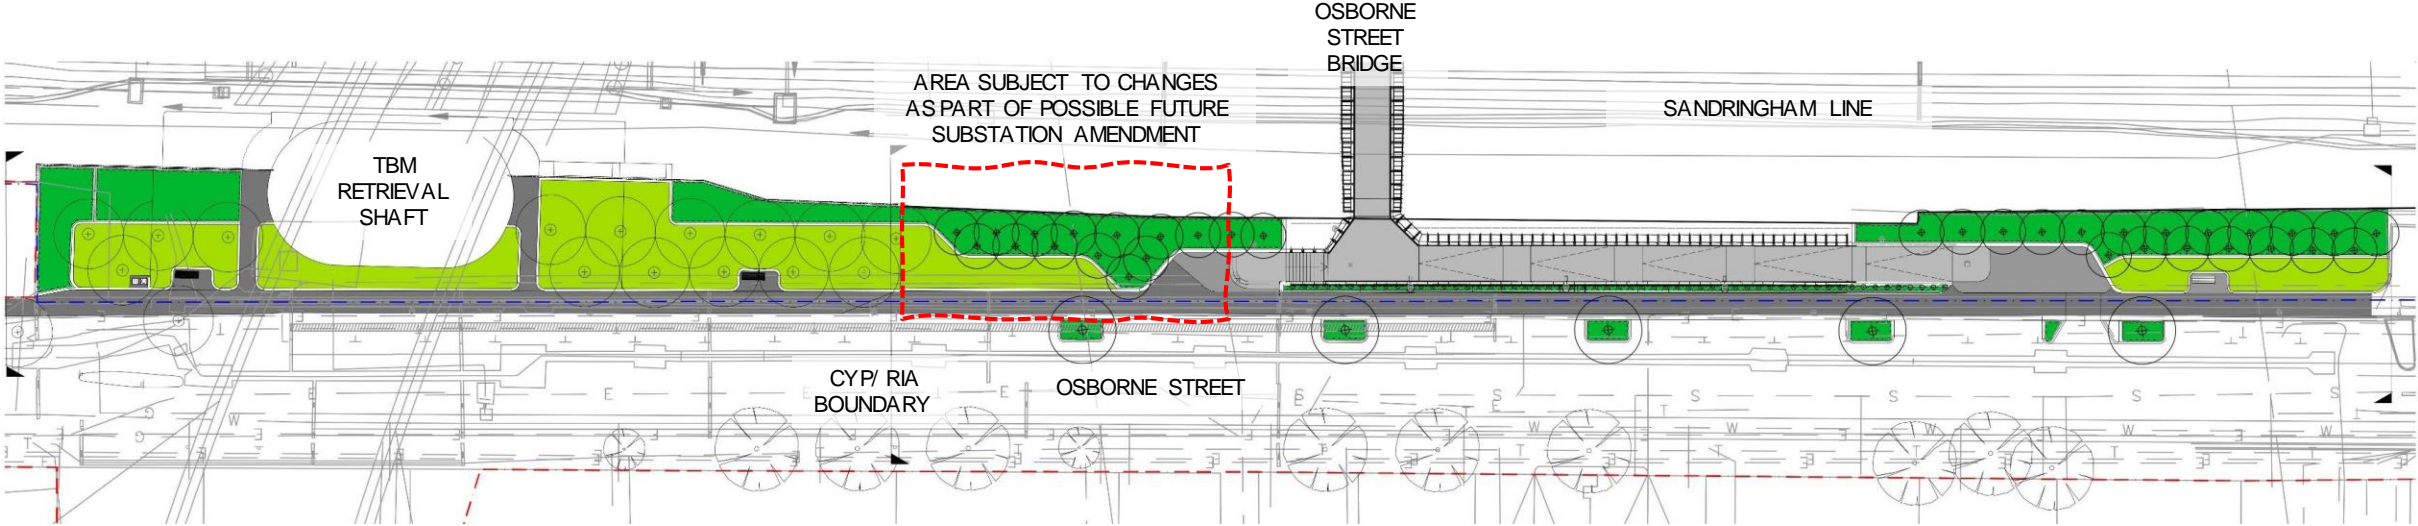 OSBORNE
STREET
BRIDGE
AREA SUBJECT TO CHANGES
AS PART OF POSSIBLE FUTURE
SUBSTATION AMENDMENT
SANDRINGHAM LINE
TBM
RETRIEVAL
SHAFT
CYP/ RIA
BOUNDARY
OSBORNE STREET